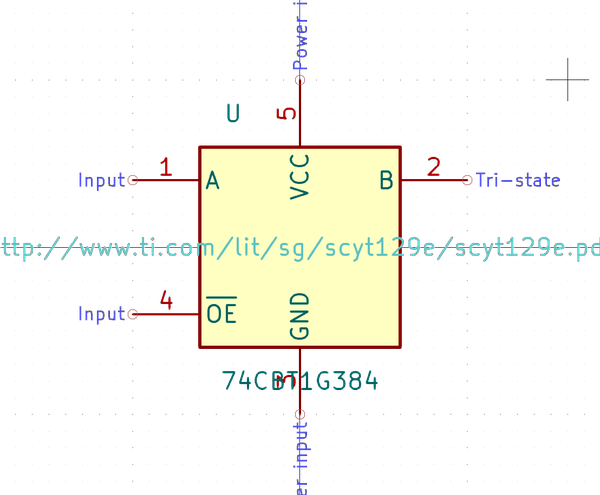 Power i
U
5
1
2
Input
A
VCC
B
Tri-state
ttp://www.ti.com/lit/sg/scyt129e/scyt129e.pd
4
Input
OE
GND
74CBT1G384
3
er input